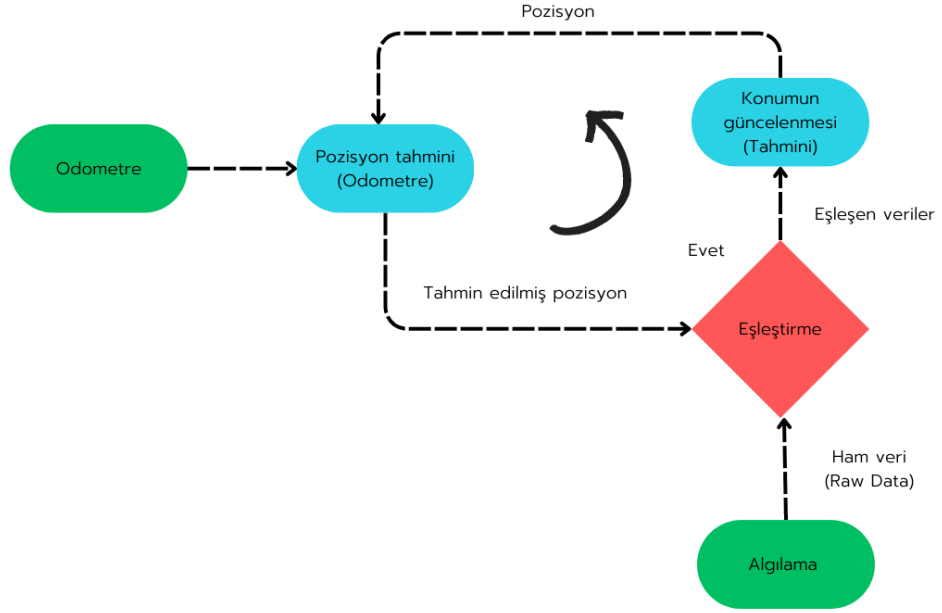 Pozisyon
Konumun
güncelenmesi
(Tahmini)
Odometre
Pozisyon tahmini
(Odometre)
Eşleşen veriler
Evet
Tahmin edilmiş pozisyon
Eşleştirme
Ham veri
(Raw Data)
Algılama